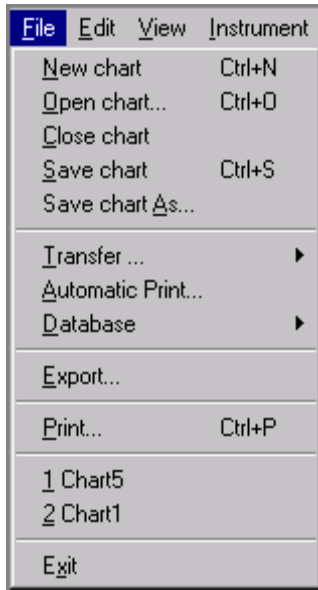 File Edit View Instrument
New chart Ctrl+N
Open chart... Ctrl+O
Close chart
Save chart Ctrl+S
Save chart As...
Transfer ...
Automatic Print...
Database
Export...
Print... Ctrl+P
1 Chart5
2 Chart1
Exit